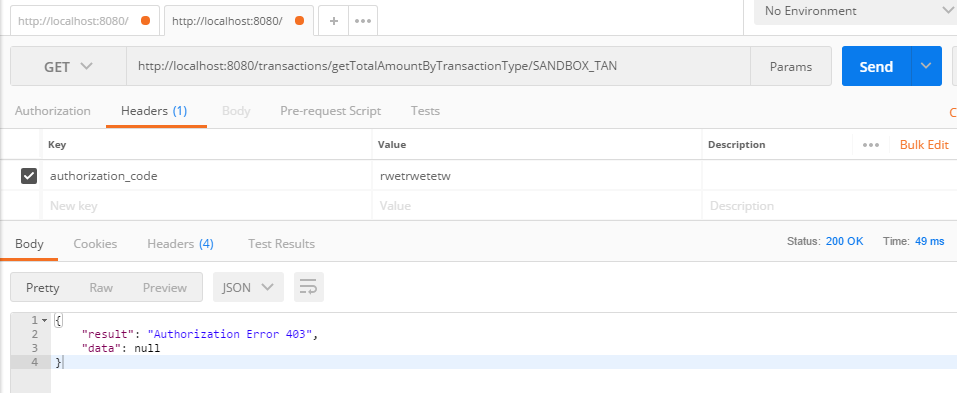 http://localhost:8080/
http://localhost:8080/
+
•••
No Environment
GET
http://localhost:8080/transactions/getTotalAmountByTransactionType/SANDBOX_TAN
Params
Send
Authorization
Headers (1)
Body
Pre-request Script
Tests
C
Key
Value
Description
•••
Bulk Edit
authorization_code
rwetrwetetw
New key
Value
Description
Body
Cookies
Headers (4)
Test Results
Status: 200 OK
Time: 49 ms
Pretty
Raw
Preview
JSON
1 {
2 "result": "Authorization Error 403",
3 "data": null
4 }